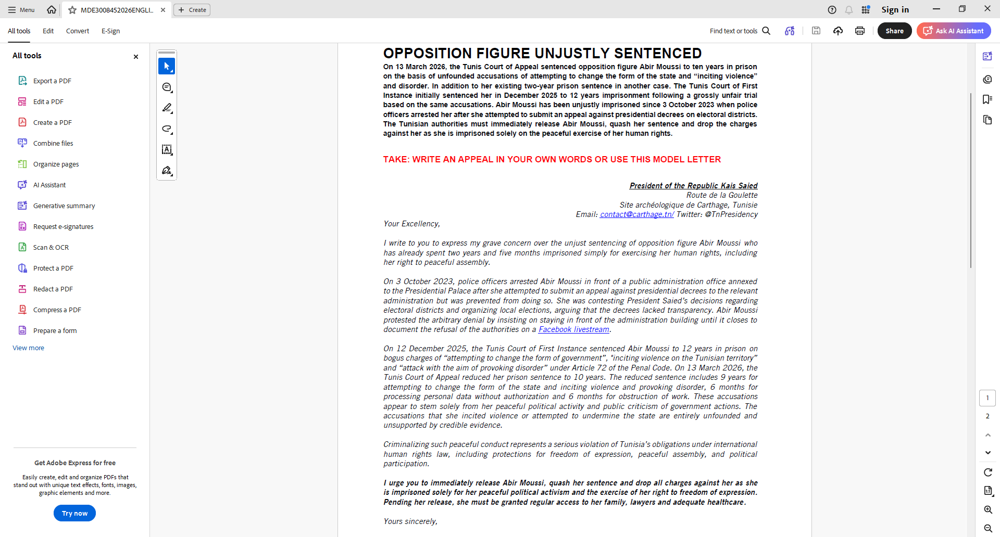 Menu
MDE3008452026ENGLI...
Create
Sign in
All tools
Edit
Convert
E-Sign
Find text or tools
Share
Ask AI Assistant
All tools
Export a PDF
Edit a PDF
Create a PDF
Combine files
Organize pages
AI Assistant
Generative summary
Request e-signatures
Scan & OCR
Protect a PDF
Redact a PDF
Compress a PDF
Prepare a form
View more
Get Adobe Express for free
Easily create, edit and organize PDFs that
stand out with unique text effects, fonts, images,
graphic elements and more.
Try now
OPPOSITION FIGURE UNJUSTLY SENTENCED
On 13 March 2026, the Tunis Court of Appeal sentenced opposition figure Abir Moussi to ten years in prison
on the basis of unfounded accusations of attempting to change the form of the state and “inciting violence”
and disorder. In addition to her existing two-year prison sentence in another case. The Tunis Court of First
Instance initially sentenced her in December 2025 to 12 years imprisonment following a grossly unfair trial
based on the same accusations. Abir Moussi has been unjustly imprisoned since 3 October 2023 when police
officers arrested her after she attempted to submit an appeal against presidential decrees on electoral districts.
The Tunisian authorities must immediately release Abir Moussi, quash her sentence and drop the charges
against her as she is imprisoned solely on the peaceful exercise of her human rights.
TAKE: WRITE AN APPEAL IN YOUR OWN WORDS OR USE THIS MODEL LETTER
President of the Republic Kais Saied
Route de la Goulette
Site archéologique de Carthage, Tunisie
Email: contact@carthage.tn/ Twitter: @TnPresidency
Your Excellency,
I write to you to express my grave concern over the unjust sentencing of opposition figure Abir Moussi who
has already spent two years and five months imprisoned simply for exercising her human rights, including
her right to peaceful assembly.
On 3 October 2023, police officers arrested Abir Moussi in front of a public administration office annexed
to the Presidential Palace after she attempted to submit an appeal against presidential decrees to the relevant
administration but was prevented from doing so. She was contesting President Saied’s decisions regarding
electoral districts and organizing local elections, arguing that the decrees lacked transparency. Abir Moussi
protested the arbitrary denial by insisting on staying in front of the administration building until it closes to
document the refusal of the authorities on a Facebook livestream.
On 12 December 2025, the Tunis Court of First Instance sentenced Abir Moussi to 12 years in prison on
bogus charges of “attempting to change the form of government”, "inciting violence on the Tunisian territory”
and “attack with the aim of provoking disorder” under Article 72 of the Penal Code. On 13 March 2026, the
Tunis Court of Appeal reduced her prison sentence to 10 years. The reduced sentence includes 9 years for
attempting to change the form of the state and inciting violence and provoking disorder, 6 months for
processing personal data without authorization and 6 months for obstruction of work. These accusations
appear to stem solely from her peaceful political activity and public criticism of government actions. The
accusations that she incited violence or attempted to undermine the state are entirely unfounded and
unsupported by credible evidence.
Criminalizing such peaceful conduct represents a serious violation of Tunisia’s obligations under international
human rights law, including protections for freedom of expression, peaceful assembly, and political
participation.
I urge you to immediately release Abir Moussi, quash her sentence and drop all charges against her as she
is imprisoned solely for her peaceful political activism and the exercise of her right to freedom of expression.
Pending her release, she must be granted regular access to her family, lawyers and adequate healthcare.
Yours sincerely,
1
2